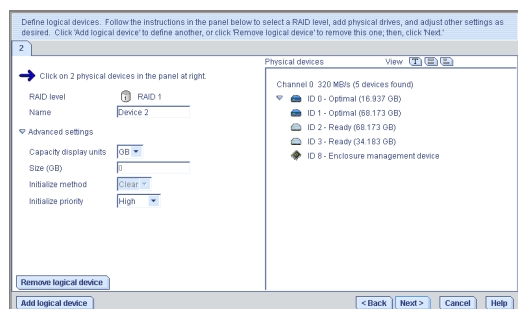 Define logical devices. Follow the instructions in the panel below to select a RAID level, add physical drives, and adjust other settings as
desired. Click 'Add logical device' to define another, or click 'Remove logical device' to remove this one; then, click 'Next.'
2
Click on 2 physical devices in the panel at right.
RAID level RAID 1
Name Device 2
Advanced settings
Capacity display units GB
Size (GB) 0
Initialize method Clear
Initialize priority High
Remove logical device
Physical devices View T
Channel 0 320 MB/s (5 devices found)
ID 0 - Optimal (16.937 GB)
ID 1 - Optimal (68.173 GB)
ID 2 - Ready (68.173 GB)
ID 3 - Ready (34.183 GB)
ID 8 - Enclosure management device
Add logical device < Back Next > Cancel Help